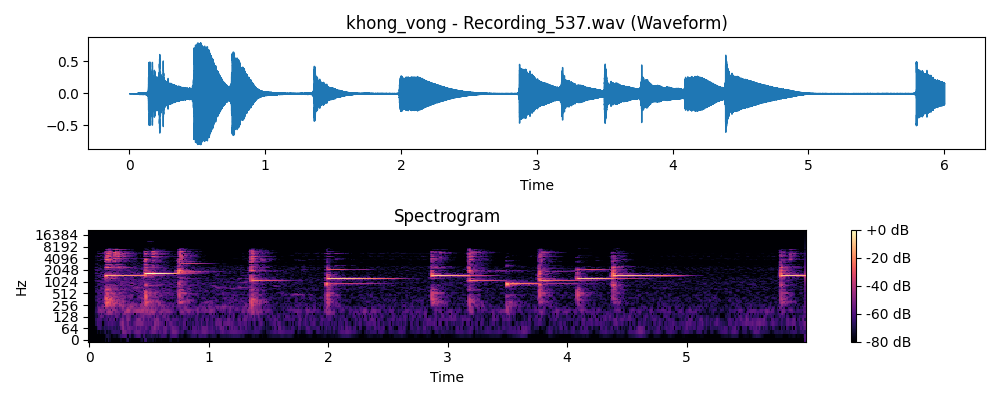 khong_vong - Recording_537.wav (Waveform)
0.5
0.0
−0.5
0 1 2 3 4 5 6
Time
Spectrogram
Hz
16384
8192
4096
2048
1024
512
256
128
64
0
0 1 2 3 4 5
Time
+0 dB
-20 dB
-40 dB
-60 dB
-80 dB